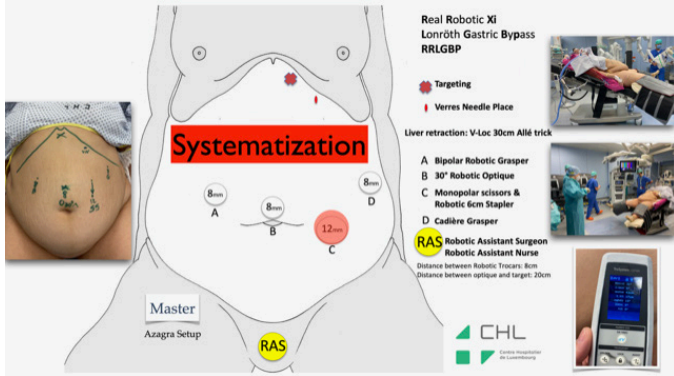 Real Robotic Xi
Lonröth Gastric Bypass
RRLGBP
Targeting
Verres Needle Place
Liver retraction: V-Loc 30cm Allé trick
Systematization
A Bipolar Robotic Grasper
B 30° Robotic Optique
C Monopolar scissors &
Robotic 6cm Stapler
D Cadière Grasper
RAS Robotic Assistant Surgeon
Robotic Assistant Nurse
Distance between Robotic Trocars: 8cm
Distance between optique and target: 20cm
8mm
A
8mm
B
12mm
C
8mm
D
Master
Azagra Setup
RAS
CHL
Centre Hospitalier
de Luxembourg